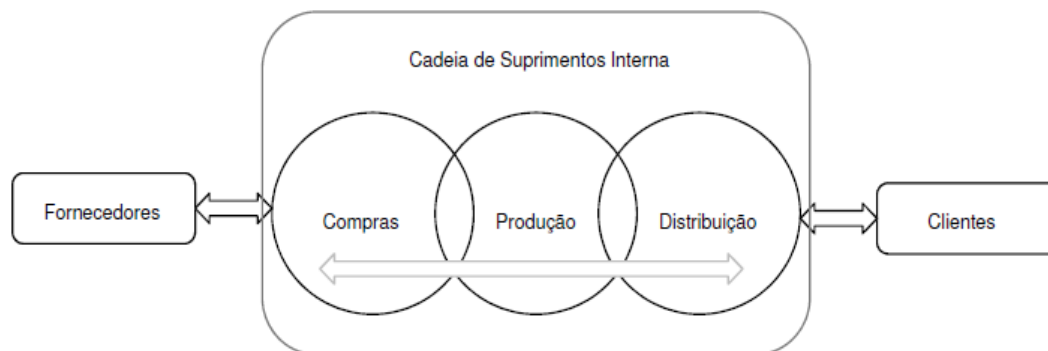 Cadeia de Suprimentos Interna
Fornecedores
Compras
Produção
Distribuição
Clientes